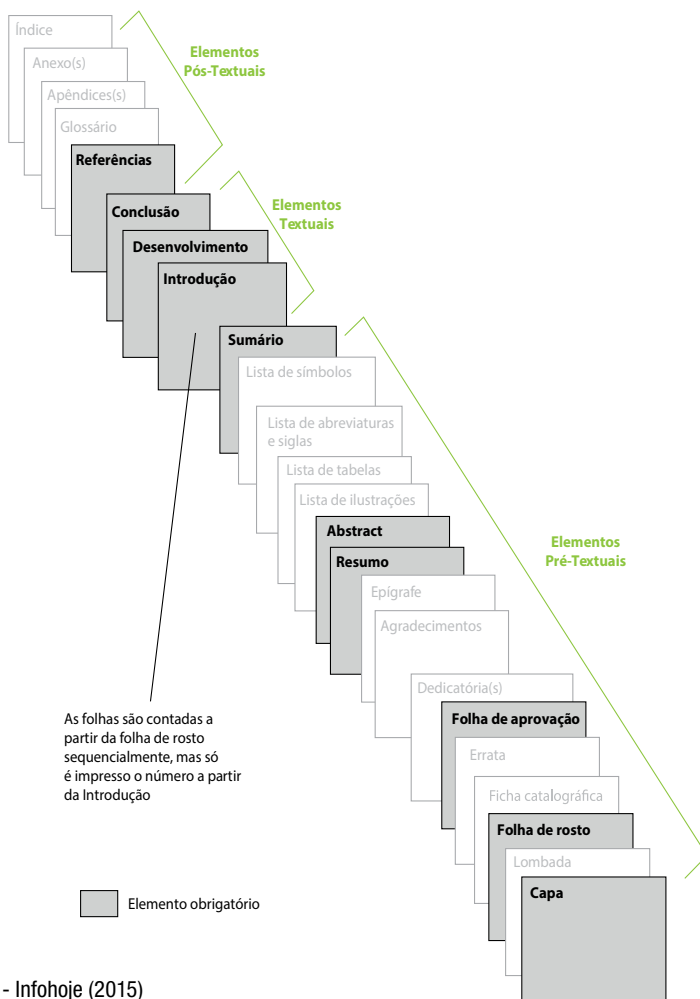 Índice
Anexo(s)
Apêndices(s)
Glossário
Referências
Elementos
Pós-Textuais
Conclusão
Desenvolvimento
Introdução
Elementos
Textuais
Sumário
Lista de símbolos
Lista de abreviaturas
e siglas
Lista de tabelas
Lista de ilustrações
Abstract
Resumo
Epígrafe
Agradecimentos
Dedicatória(s)
Folha de aprovação
Errata
Ficha catalográfica
Folha de rosto
Lombada
Capa
Elementos
Pré-Textuais
As folhas são contadas a
partir da folha de rosto
sequencialmente, mas só
é impresso o número a partir
da Introdução
Elemento obrigatório
- Infohoje (2015)